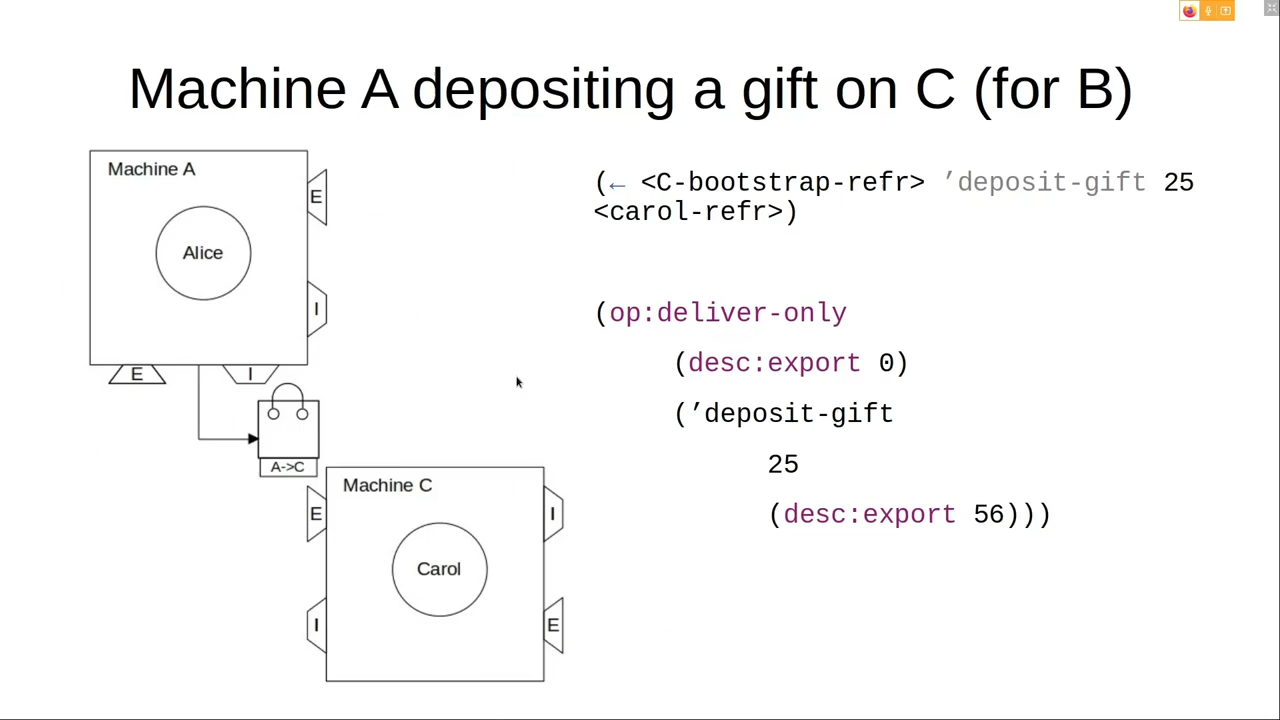 Machine A depositing a gift on C (for B)
Machine A
E
Alice
I
E
I
A->C
Machine C
E
I
Carol
I
E
(← <C-bootstrap-refr> ’deposit-gift 25
<carol-refr>)
(op:deliver-only
(desc:export 0)
(’deposit-gift
25
(desc:export 56)))